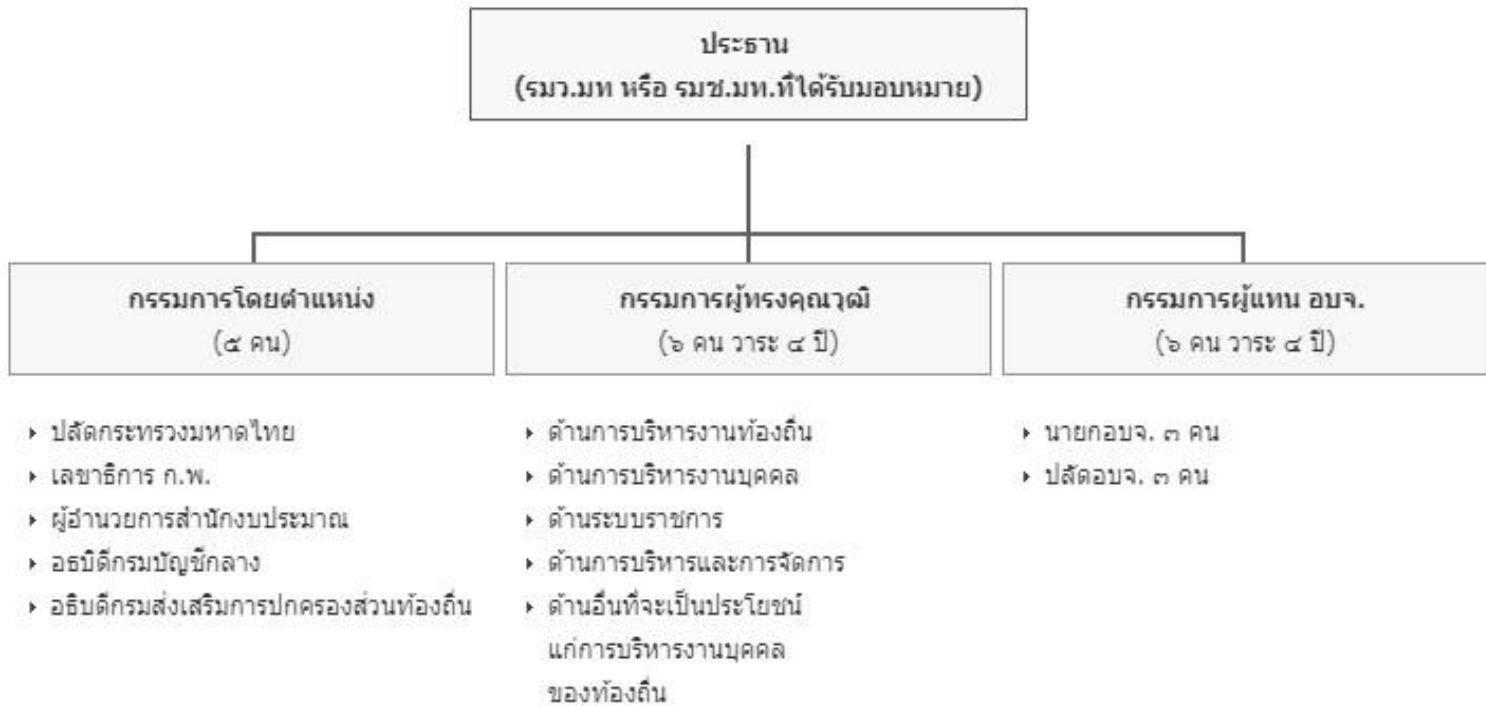 ประธาน
(รมว.มท หรือ รมช.มท.ที่ได้รับมอบหมาย)
กรรมการโดยตำแหน่ง
(๕ คน)
ปลัดกระทรวงมหาดไทย
เลขาธิการ ก.พ.
ผู้อำนวยการสำนักงบประมาณ
อธบิดีกรมบัญชีกลาง
อธิบดีกรมส่งเสริมการปกครองส่วนท้องถิ่น
กรรมการผู้ทรงคุณวุฒิ
(๖ คน วาระ ๔ ปี)
ด้านการบริหารงานท้องถิ่น
ด้านการบริหารงานบุคคล
ด้านระบบราชการ
ด้านการบริหารและการจัดการ
ด้านอื่นที่จะเป็นประโยชน์
แก่การบริหารงานบุคคล
ของท้องถิ่น
กรรมการผู้แทน อบจ.
(๖ คน วาระ ๔ ปี)
นายกอบจ. ๓ คน
ปลัดอบจ. ๓ คน